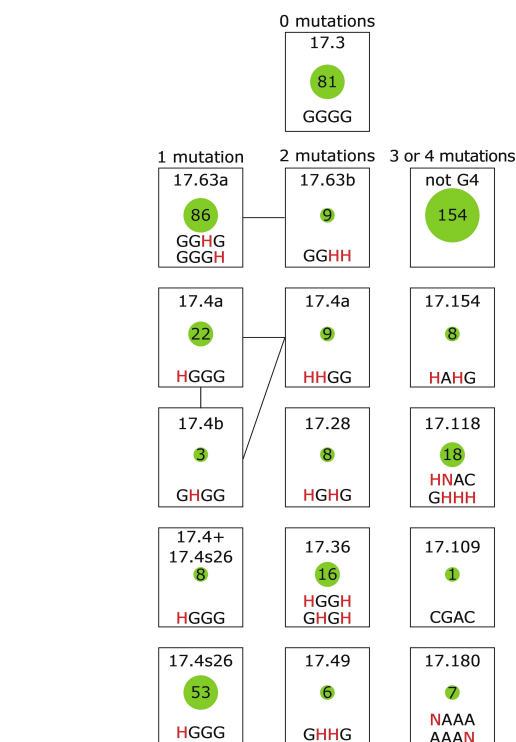 0 mutations
17.3
81
GGGG
1 mutation
2 mutations
3 or 4 mutations
17.63a
86
GGHG
GGGH
17.63b
9
GGHH
not G4
154
17.4a
22
HGGG
17.4a
9
HHGG
17.154
8
HAHG
17.4b
3
GHGG
17.28
8
HGHG
17.118
18
HNAC
GHHH
17.4+
17.4s26
8
HGGG
17.36
16
HGGH
GHGH
17.109
1
CGAC
17.4s26
53
HGGG
17.49
6
GHHG
17.180
7
NAAA
AAAN